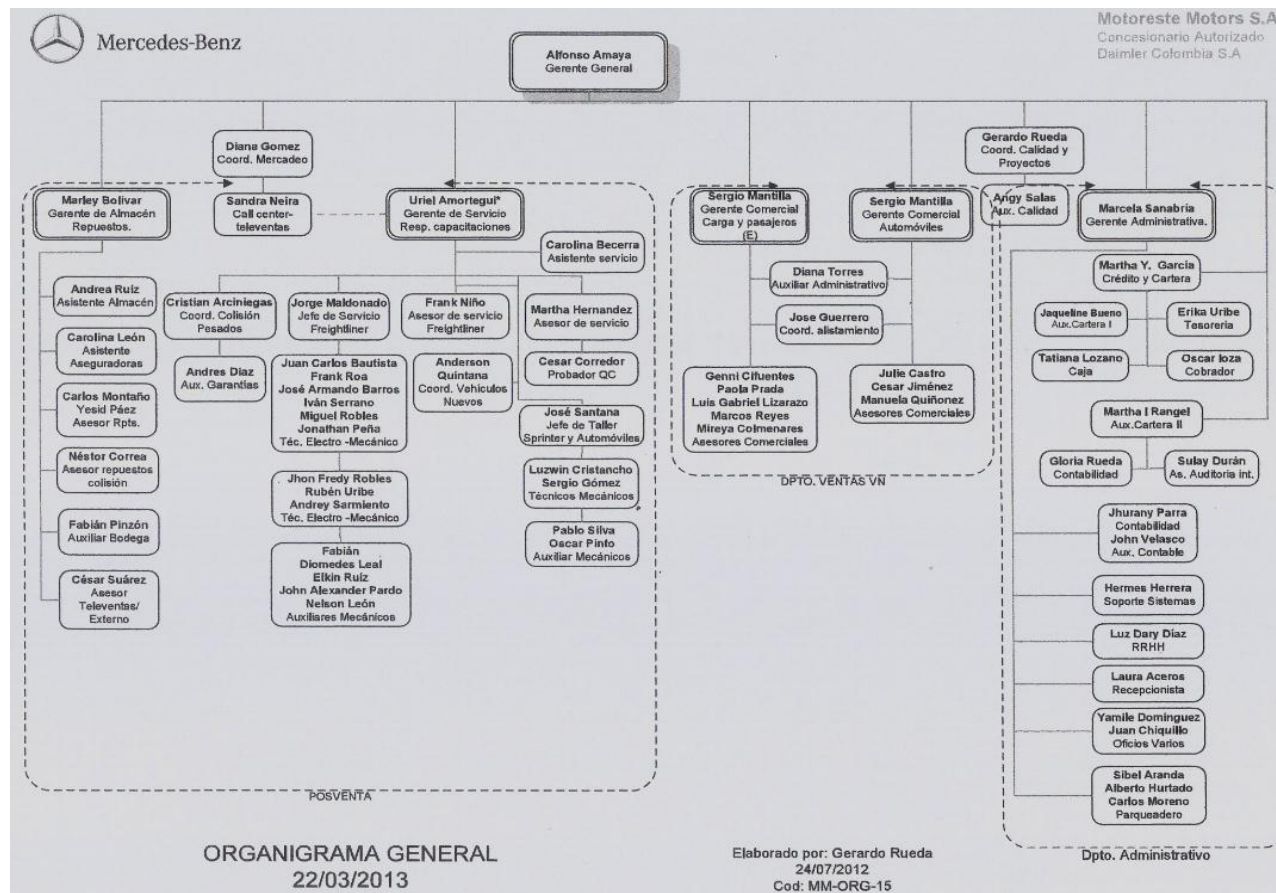 Mercedes-Benz
Motoreste Motors S.A
Concesionario Autorizado
Daimler Colombia S.A
Alfonso Amaya
Gerente General
Diana Gomez
Coord. Mercadeo
Gerardo Rueda
Coord. Calidad y
Proyectos
Marley Bolivar
Gerente de Almacén
Repuestos.
Sandra Neira
Call center-
televentas
Uriel Amortegui*
Gerente de Servicio
Resp. capacitaciones
Sergio Mantilla
Gerente Comercial
Carga y pasajeros
(E)
Sergio Mantilla
Gerente Comercial
Automóviles
Angy Salas
Aux. Calidad
Marcela Sanabria
Gerente Administrativa.
Carolina Becerra
Asistente servicio
Andrea Ruiz
Asistente Almacén
Carolina León
Asistente
Aseguradoras
Carlos Montaño
Yesid Páez
Asesor Rpts.
Néstor Correa
Asesor repuestos
colisión
Fabián Pinzón
Auxiliar Bodega
César Suárez
Asesor
Televentas/
Externo
Cristian Arciniegas
Coord. Colisión
Pesados
Andres Diaz
Aux. Garantias
Jorge Maldonado
Jefe de Servicio
Freightliner
Juan Carlos Bautista
Frank Roa
José Armando Barros
Iván Serrano
Miguel Robles
Jonathan Peña
Téc. Electro -Mecánico
Jhon Fredy Robles
Rubén Uribe
Andrey Sarmiento
Téc. Electro -Mecánico
Fabián
Diomedes Leal
Elkin Ruiz
John Alexander Pardo
Nelson León
Auxiliares Mecánicos
Frank Niño
Asesor de servicio
Freightliner
Anderson
Quintana
Coord. Vehiculos
Nuevos
Martha Hernandez
Asesor de servicio
Cesar Corredor
Probador QC
José Santana
Jefe de Taller
Sprinter y Automóviles
Luzwin Cristancho
Sergio Gómez
Técnicos Mecánicos
Pablo Silva
Oscar Pinto
Auxiliar Mecánicos
POSVENTA
Diana Torres
Auxiliar Administrativo
Jose Guerrero
Coord. alistamiento
Genni Cifuentes
Paola Prada
Luis Gabriel Lizarazo
Marcos Reyes
Mireya Colmenares
Asesores Comerciales
Julie Castro
Cesar Jiménez
Manuela Quiñonez
Asesores Comerciales
DPTO. VENTAS VN
Martha Y. García
Crédito y Cartera
Jaqueline Bueno
Aux.Cartera I
Erika Uribe
Tesoreria
Tatiana Lozano
Caja
Oscar loza
Cobrador
Martha I Rangel
Aux.Cartera II
Gloria Rueda
Contabilidad
Sulay Durán
As. Auditoria int.
Jhurany Parra
Contabilidad
John Velasco
Aux. Contable
Hermes Herrera
Soporte Sistemas
Luz Dary Díaz
RRHH
Laura Aceros
Recepcionista
Yamile Dominguez
Juan Chiquillo
Oficios Varios
Sibel Aranda
Alberto Hurtado
Carlos Moreno
Parqueadero
Dpto. Administrativo
ORGANIGRAMA GENERAL
22/03/2013
Elaborado por: Gerardo Rueda
24/07/2012
Cod: MM-ORG-15